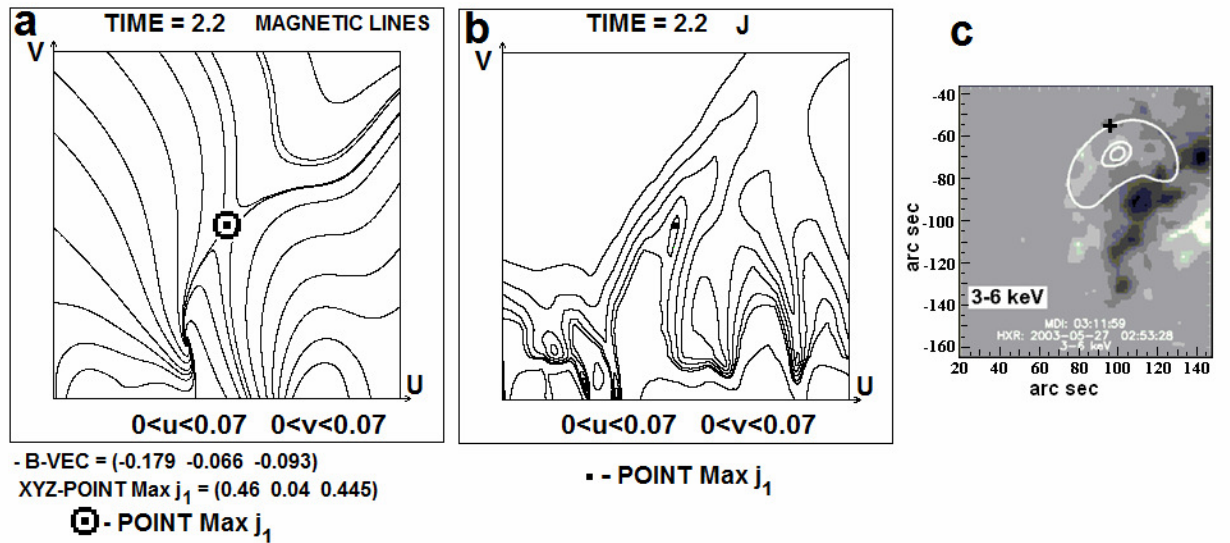 a
TIME = 2.2 MAGNETIC LINES
V
U
0<u<0.07 0<v<0.07
- B-VEC = (-0.179 -0.066 -0.093)
XYZ-POINT Max j1 = (0.46 0.04 0.445)
- POINT Max j1
b
TIME = 2.2 J
V
U
0<u<0.07 0<v<0.07
- POINT Max j1
c
arc sec
-40
-60
-80
-100
-120
-140
-160
3-6 keV
MDI: 03:11:59
HXR: 2003-05-27 02:53:28
3-6 keV
20 40 60 80 100 120 140
arc sec